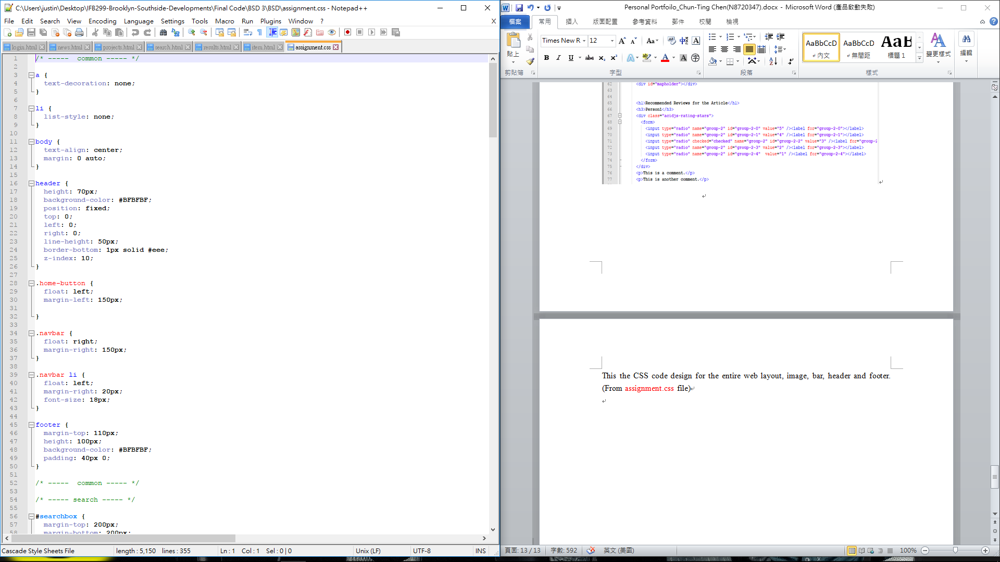 C:\Users\justin\Desktop\IFB299-Brooklyn-Southside-Developments\Final Code\BSD 3\BSD\assignment.css - Notepad++
File Edit Search View Encoding Language Settings Tools Macro Run Plugins Window ? X
login.html news.html projects.html search.html results.html item.html assignment.css
1 /* ----- common ----- */
2
3 a {
4 text-decoration: none;
5 }
6
7 li {
8 list-style: none;
9 }
10
11 body {
12 text-align: center;
13 margin: 0 auto;
14 }
15
16 header {
17 height: 70px;
18 background-color: #BFBFBF;
19 position: fixed;
20 top: 0;
21 left: 0;
22 right: 0;
23 line-height: 50px;
24 border-bottom: 1px solid #eee;
25 z-index: 10;
26 }
27
28 .home-button {
29 float: left;
30 margin-left: 150px;
31
32 }
33
34 .navbar {
35 float: right;
36 margin-right: 150px;
37 }
38
39 .navbar li {
40 float: left;
41 margin-right: 20px;
42 font-size: 18px;
43 }
44
45 footer {
46 margin-top: 110px;
47 height: 100px;
48 background-color: #BFBFBF;
49 padding: 40px 0;
50 }
51
52 /* ----- common ----- */
53
54 /* ----- search ----- */
55
56 #searchbox {
57 margin-top: 200px;
58 margin-bottom: 200px;
Cascade Style Sheets File length : 5,150 lines : 355 Ln : 1 Col : 1 Sel : 0 | 0 Unix (LF) UTF-8 INS
Personal Portfoilo_Chun-Ting Chen(N8720347).docx - Microsoft Word (產品啟動失敗)
檔案 常用 插入 版面配置 參考資料 郵件 校閱 檢視
貼上 剪貼簿
Times New R 12
字型
段落
AaBbCcD AaBbCcD AaB
內文 無間距 標題 1
變更樣式 編輯
樣式
62 <div id="mapholder"></div>
63
64
65 <h1>Recommended Reviews for the Article</h1>
66 <h3>Person1</h3>
67 <div class="acidjs-rating-stars">
68 <form>
69 <input type="radio" name="group-2" id="group-2-0" value="5" /><label for="group-2-0"></label>
70 <input type="radio" name="group-2" id="group-2-1" value="4" /><label for="group-2-1"></label>
71 <input type="radio" checked="checked" name="group-2" id="group-2-2" value="3" /><label for="group-2
72 <input type="radio" name="group-2" id="group-2-3" value="2" /><label for="group-2-3"></label>
73 <input type="radio" name="group-2" id="group-2-4" value="1" /><label for="group-2-4"></label>
74 </form>
75 </div>
76 <p>This is a comment.</p>
77 <p>This is another comment.</p>
This the CSS code design for the entire web layout, image, bar, header and footer.
(From assignment.css file)
頁面: 13 / 13 字數: 592 英文 (美國) 100%